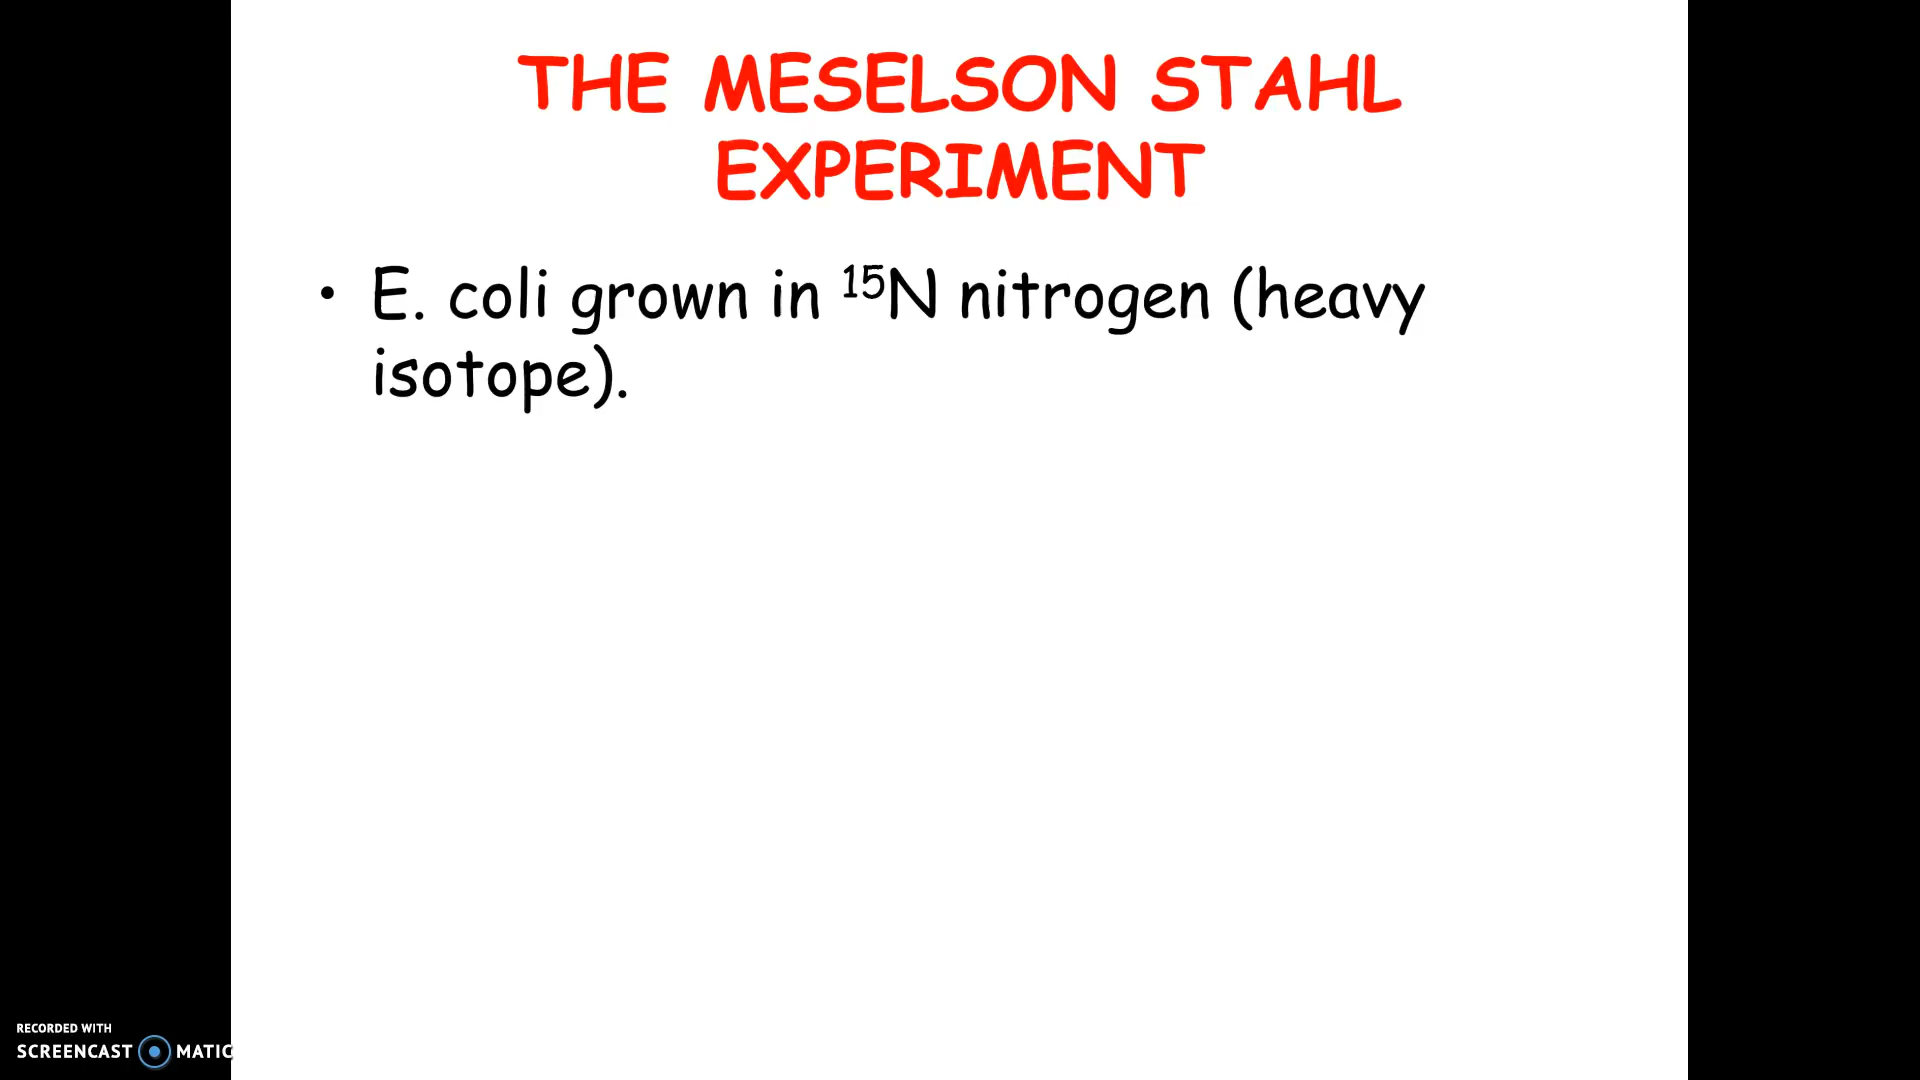 THE MESELSON STAHL
EXPERIMENT
• E. coli grown in ¹⁵N nitrogen (heavy
isotope).
RECORDED WITH
SCREENCAST MATIC